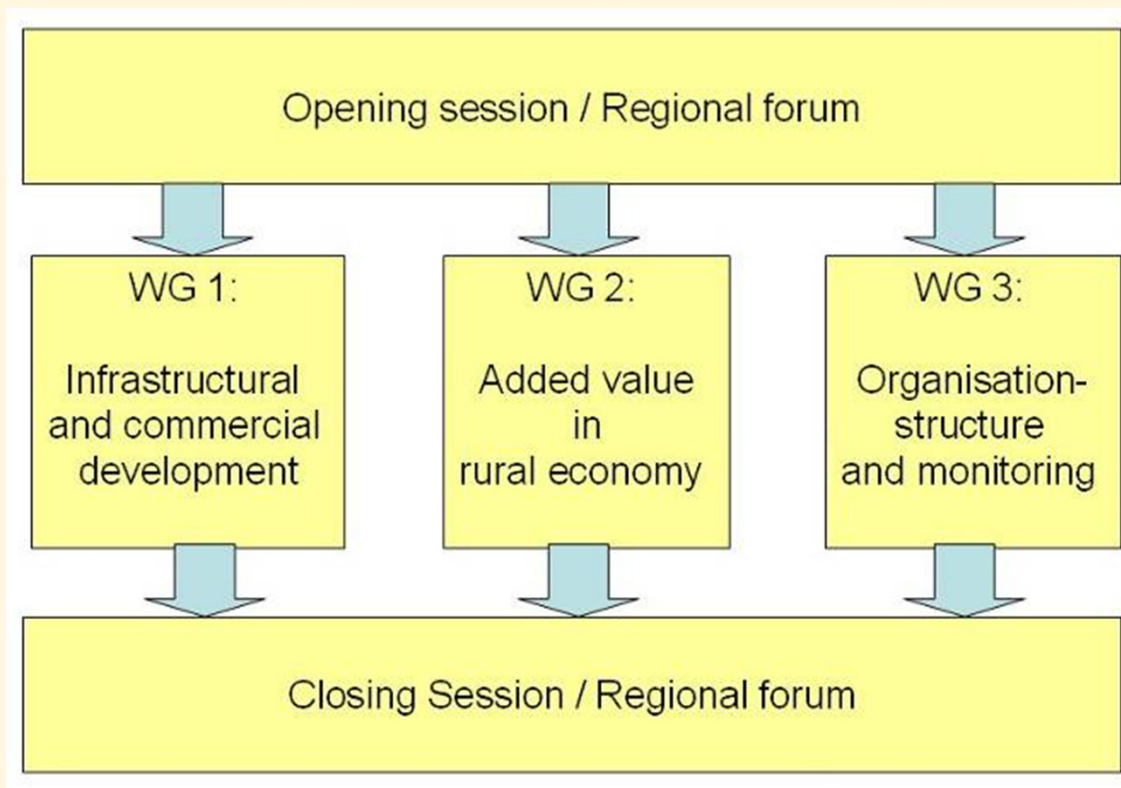 Opening session / Regional forum
WG 1:
Infrastructural
and commercial
development
WG 2:
Added value
in
rural economy
WG 3:
Organisation-
structure
and monitoring
Closing Session / Regional forum